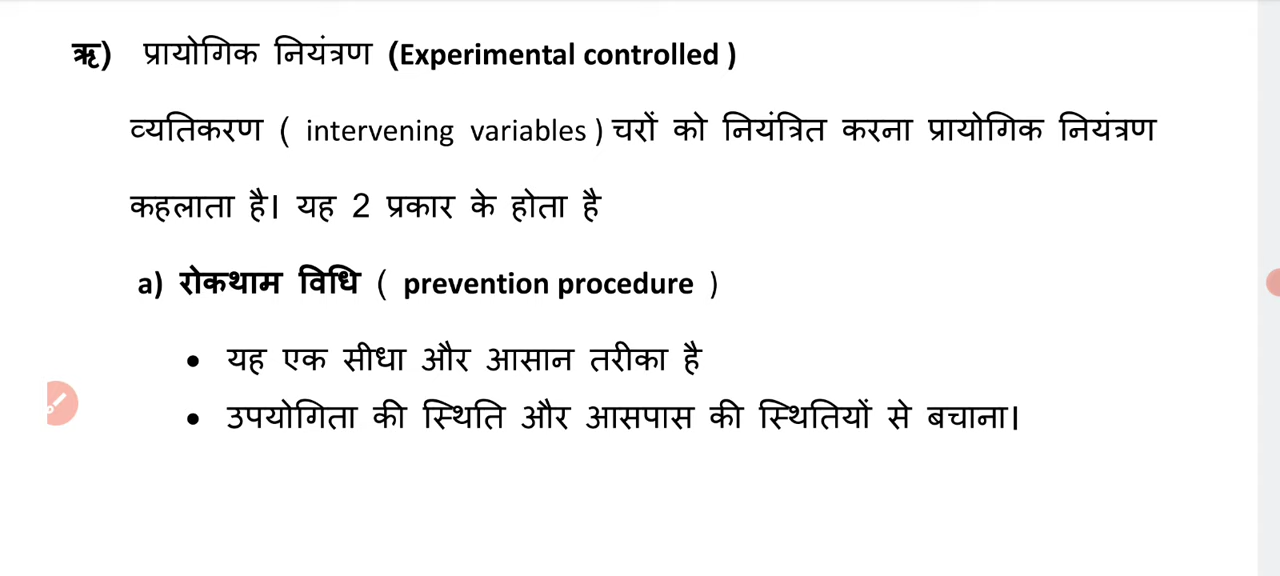 ऋ) प्रायोगिक नियंत्रण (Experimental controlled )
व्यतिकरण ( intervening variables ) चरों को नियंत्रित करना प्रायोगिक नियंत्रण
कहलाता है। यह 2 प्रकार के होता है
a) रोकथाम विधि ( prevention procedure )
• यह एक सीधा और आसान तरीका है
• उपयोगिता की स्थिति और आसपास की स्थितियों से बचाना।